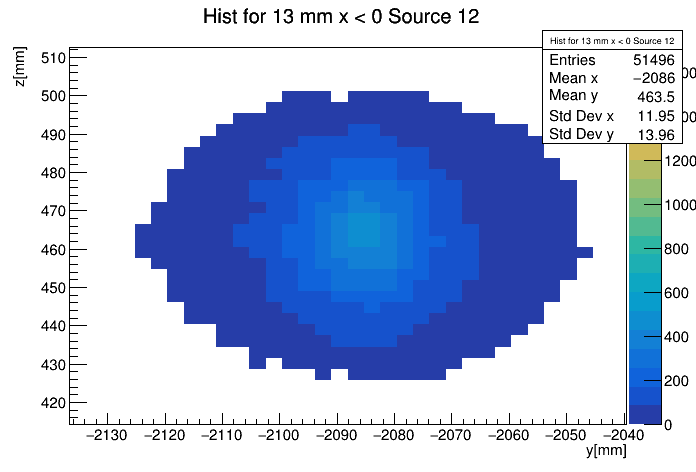 Hist for 13 mm x < 0 Source 12
Hist for 13 mm x < 0 Source 12
Entries 51496
Mean x −2086
Mean y 463.5
Std Dev x 11.95
Std Dev y 13.96
z[mm]
510
500
490
480
470
460
450
440
430
420
1200
1000
800
600
400
200
0
−2130 −2120 −2110 −2100 −2090 −2080 −2070 −2060 −2050 −2040
y[mm]